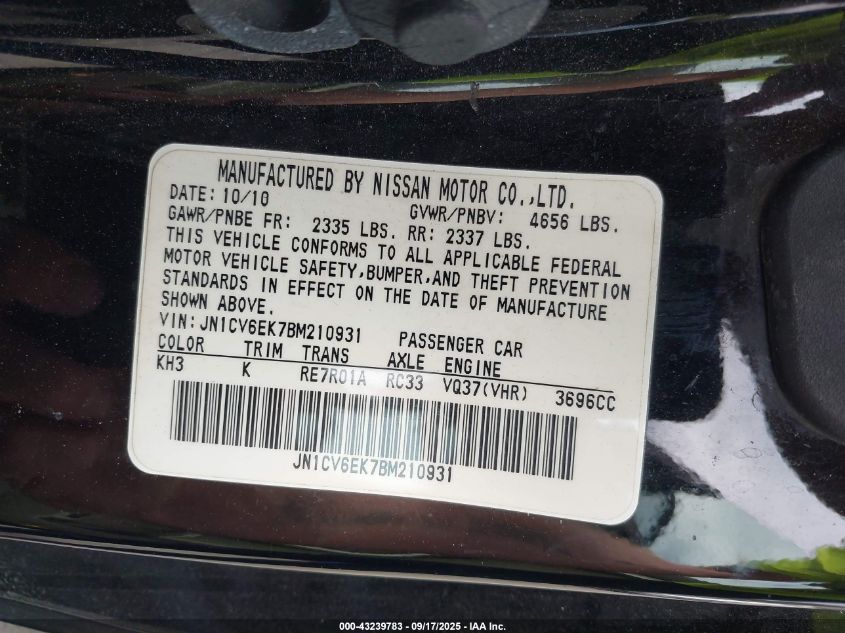 MANUFACTURED BY NISSAN MOTOR CO.,LTD.
DATE: 10/10 GVWR/PNBV: 4656 LBS.
GAWR/PNBE FR: 2335 LBS. RR: 2337 LBS.
THIS VEHICLE CONFORMS TO ALL APPLICABLE FEDERAL
MOTOR VEHICLE SAFETY,BUMPER,AND THEFT PREVENTION
STANDARDS IN EFFECT ON THE DATE OF MANUFACTURE
SHOWN ABOVE.
VIN:JN1CV6EK7BM210931 PASSENGER CAR
COLOR TRIM TRANS AXLE ENGINE
KH3 K RE7R01A RC33 VQ37(VHR) 3696CC
JN1CV6EK7BM210931
000-43239783 - 09/17/2025 - IAA Inc.